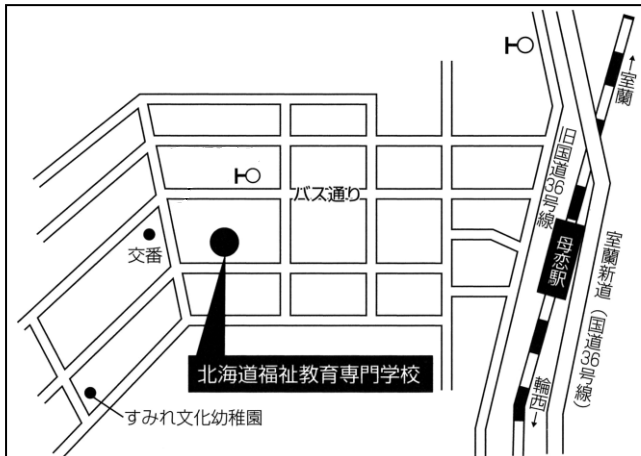 ↑室蘭
旧国道36号線
バス通り
交番
母恋駅
室蘭新道（国道36号線）
北海道福祉教育専門学校
輪西↓
すみれ文化幼稚園